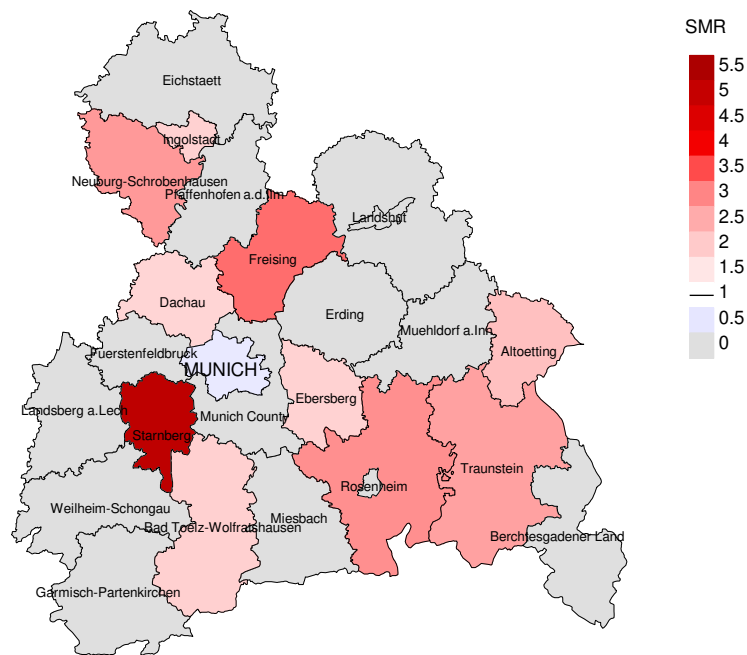 SMR
5.5
5
4.5
4
3.5
3
2.5
2
1.5
1
0.5
0
Eichstaett
Ingolstadt
Neuburg-Schrobenhausen
Pfaffenhofen a.d.Ilm
Landshut
Freising
Dachau
Erding
Muehldorf a.Inn
Altoetting
Fuerstenfeldbruck
MUNICH
Ebersberg
Landsberg a.Lech
Munich County
Starnberg
Traunstein
Rosenheim
Weilheim-Schongau
Bad Toelz-Wolfratshausen
Miesbach
Berchtesgadener Land
Garmisch-Partenkirchen